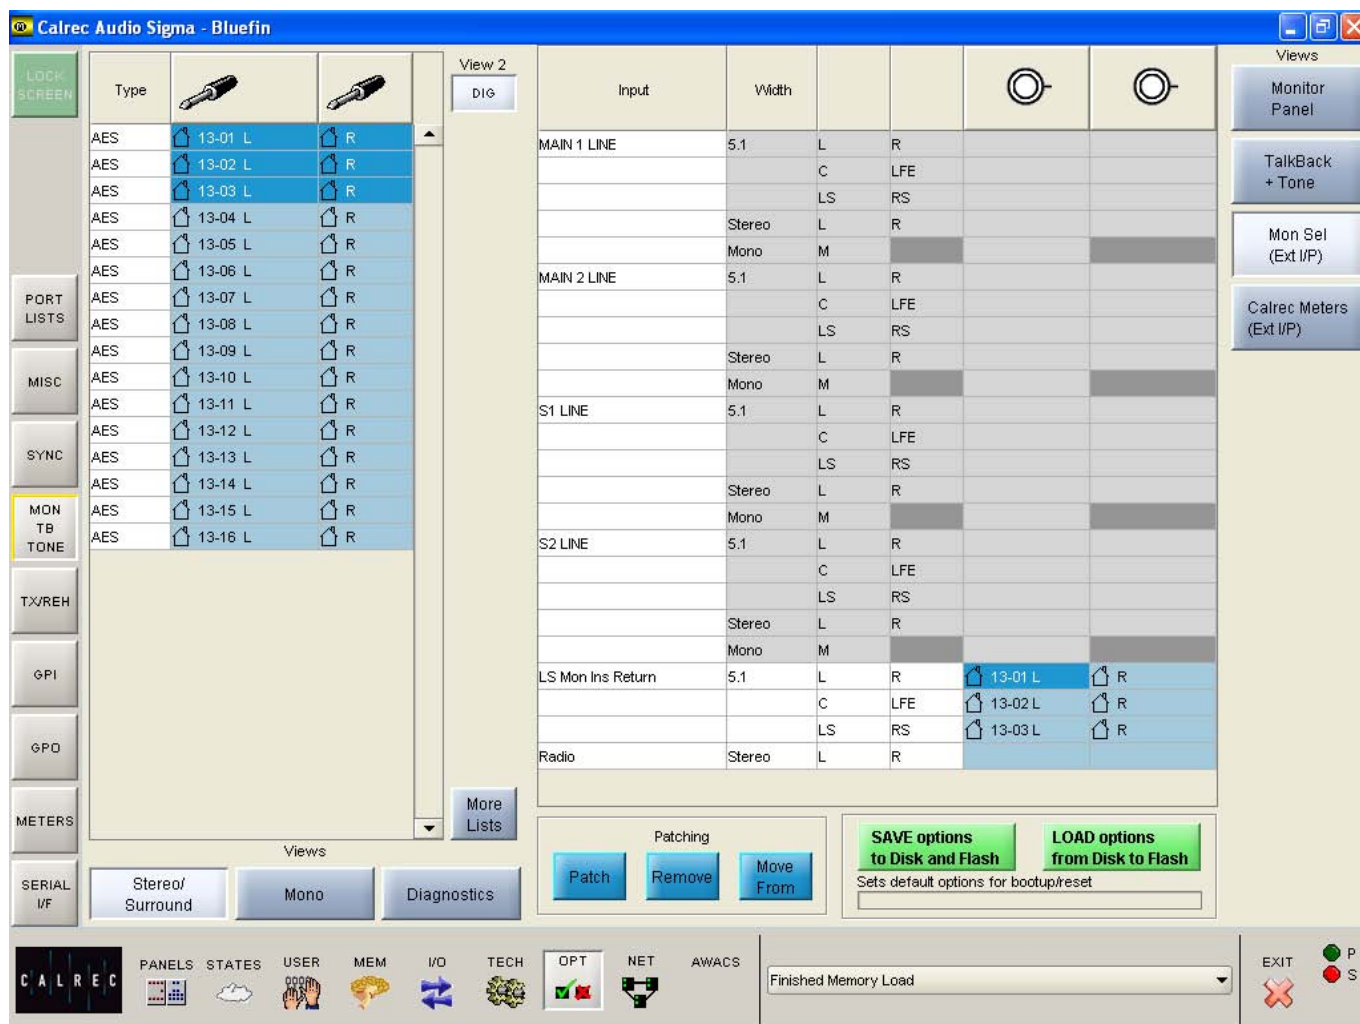 Calrec Audio Sigma - Bluefin
LOCK
SCREEN
PORT
LISTS
MISC
SYNC
MON
TB
TONE
TX/REH
GPI
GPO
METERS
SERIAL
I/F
Type
AES 13-01 L R
AES 13-02 L R
AES 13-03 L R
AES 13-04 L R
AES 13-05 L R
AES 13-06 L R
AES 13-07 L R
AES 13-08 L R
AES 13-09 L R
AES 13-10 L R
AES 13-11 L R
AES 13-12 L R
AES 13-13 L R
AES 13-14 L R
AES 13-15 L R
AES 13-16 L R
View 2
DIG
More
Lists
Views
Stereo/
Surround
Mono
Diagnostics
Input Width
MAIN 1 LINE 5.1 L R
C LFE
LS RS
Stereo L R
Mono M
MAIN 2 LINE 5.1 L R
C LFE
LS RS
Stereo L R
Mono M
S1 LINE 5.1 L R
C LFE
LS RS
Stereo L R
Mono M
S2 LINE 5.1 L R
C LFE
LS RS
Stereo L R
Mono M
LS Mon Ins Return 5.1 L R 13-01 L R
C LFE 13-02 L R
LS RS 13-03 L R
Radio Stereo L R
Patching
Patch
Remove
Move
From
SAVE options
to Disk and Flash
LOAD options
from Disk to Flash
Sets default options for bootup/reset
Views
Monitor
Panel
TalkBack
+ Tone
Mon Sel
(Ext I/P)
Calrec Meters
(Ext I/P)
CALREC
PANELS
STATES
USER
MEM
I/O
TECH
OPT
NET
AWACS
Finished Memory Load
EXIT
P
S